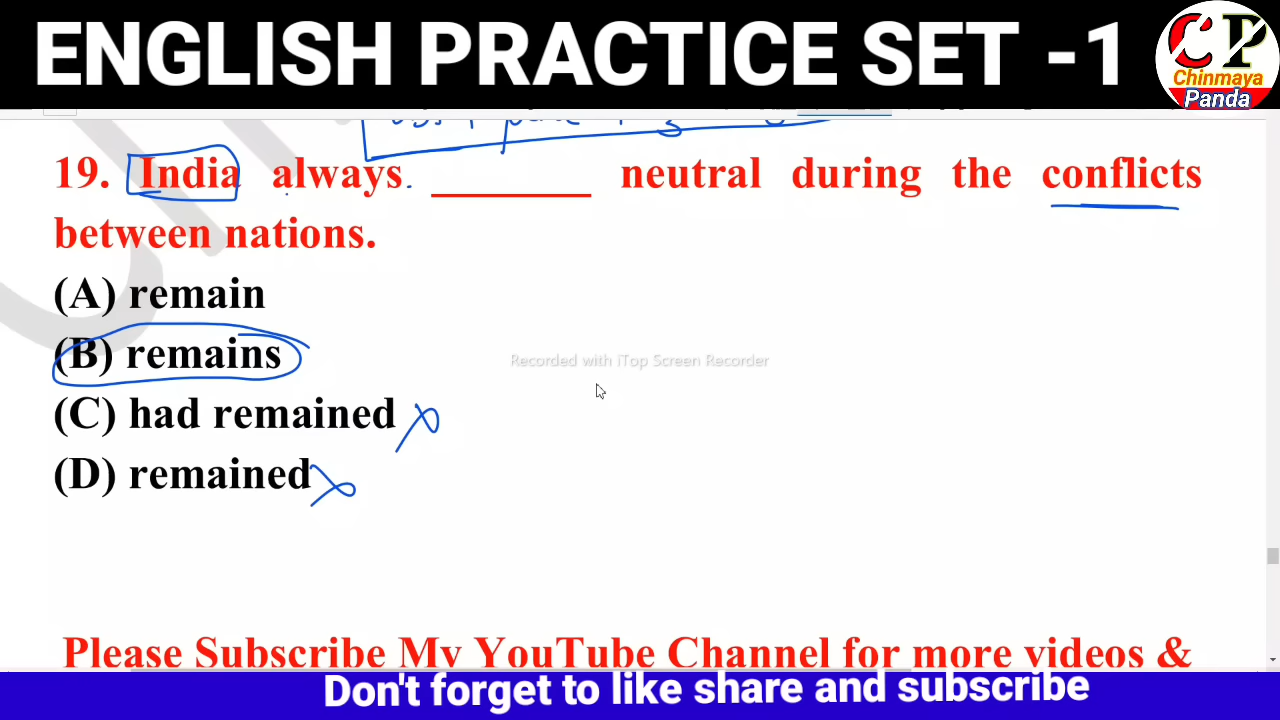 ENGLISH PRACTICE SET -1
CP
Chinmaya
Panda
19. India always _______ neutral during the conflicts
between nations.
(A) remain
(B) remains
Recorded with iTop Screen Recorder
(C) had remained
(D) remained
Please Subscribe My YouTube Channel for more videos &
Don't forget to like share and subscribe